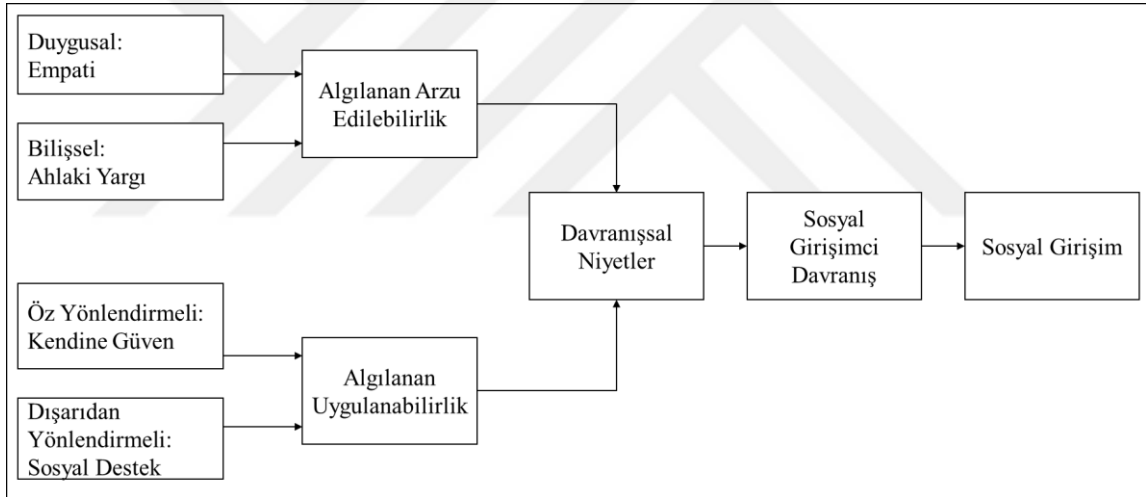 Duygusal:
Empati
Bilişsel:
Ahlaki Yargı
Algılanan Arzu
Edilebilirlik
Öz Yönlendirmeli:
Kendine Güven
Dışarıdan
Yönlendirmeli:
Sosyal Destek
Algılanan
Uygulanabilirlik
Davranışsal
Niyetler
Sosyal
Girişimci
Davranış
Sosyal Girişim